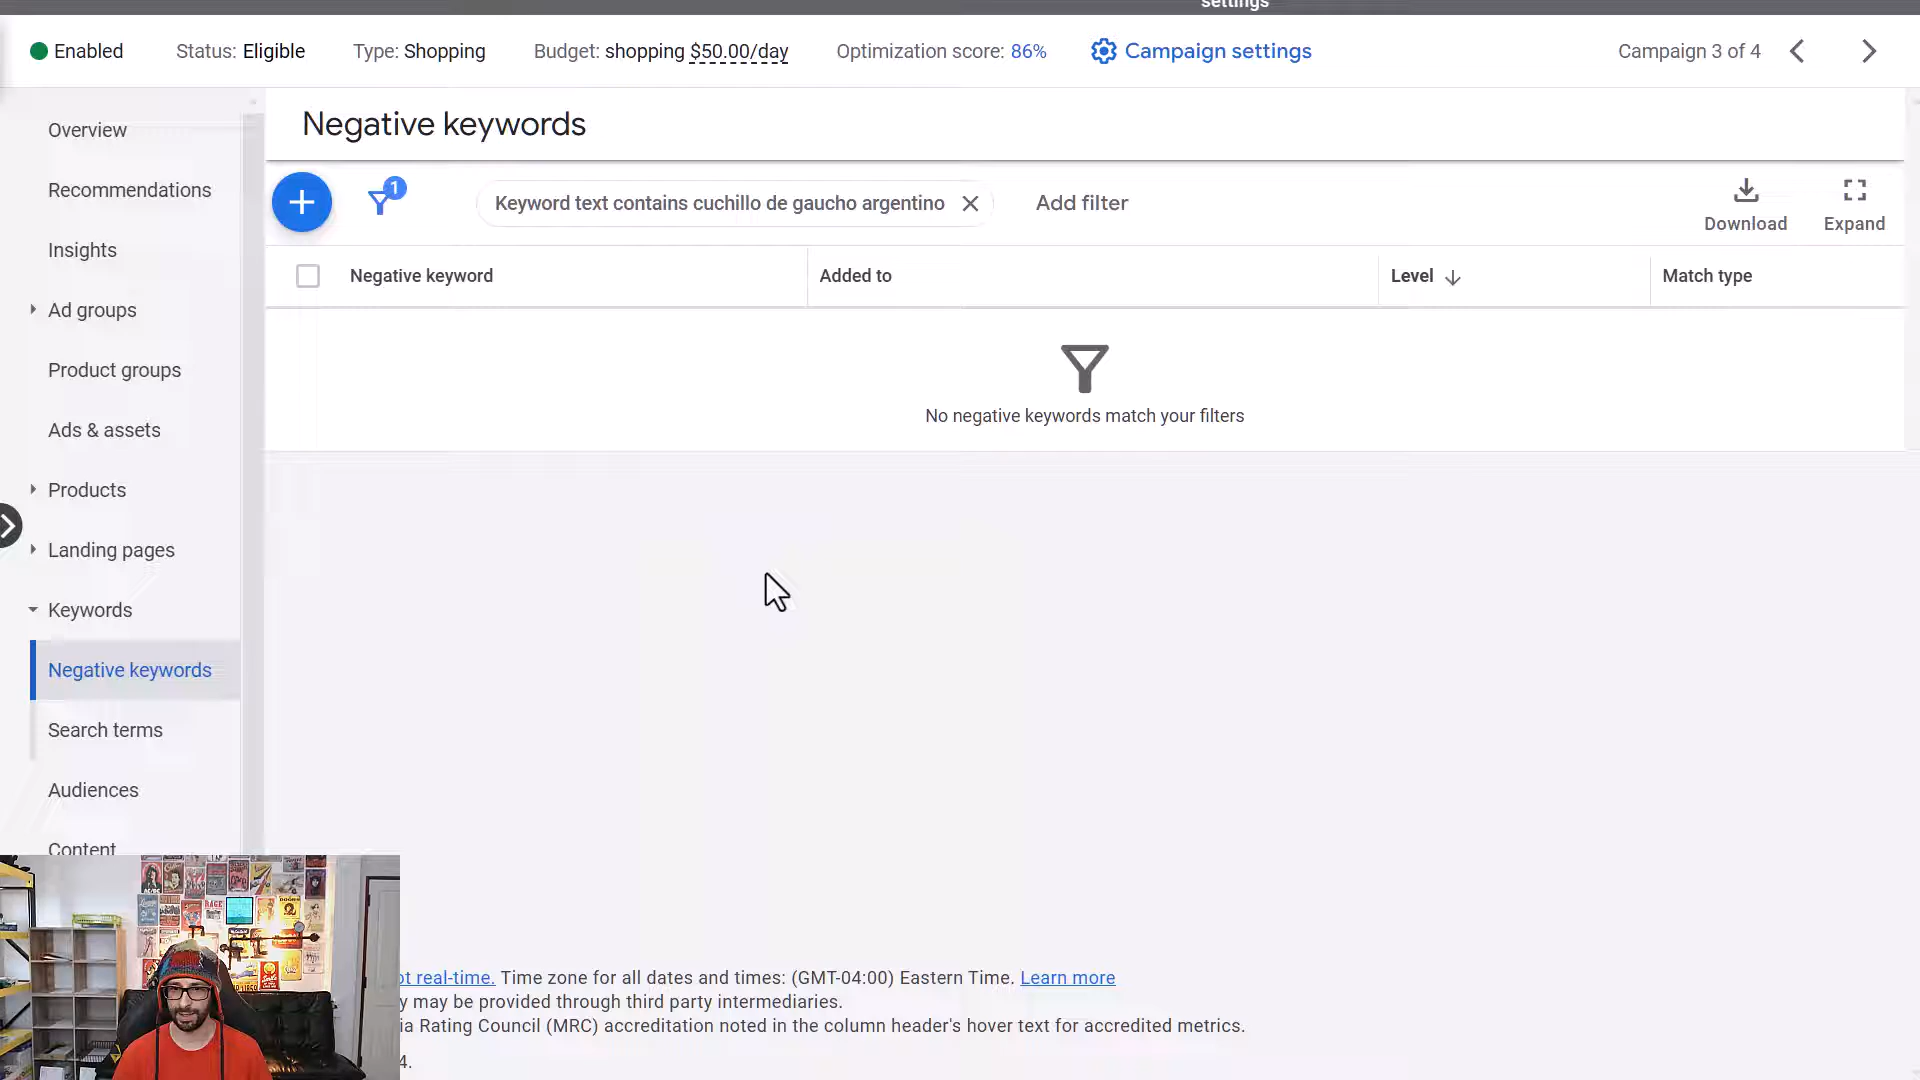 settings
Enabled
Status: Eligible
Type: Shopping
Budget: shopping $50.00/day
Optimization score: 86%
Campaign settings
Campaign 3 of 4
Overview
Recommendations
Insights
Ad groups
Product groups
Ads & assets
Products
Landing pages
Keywords
Negative keywords
Search terms
Audiences
Content
Negative keywords
1
Keyword text contains cuchillo de gaucho argentino
Add filter
Download
Expand
Negative keyword
Added to
Level
Match type
No negative keywords match your filters
ot real-time. Time zone for all dates and times: (GMT-04:00) Eastern Time. Learn more
y may be provided through third party intermediaries.
ia Rating Council (MRC) accreditation noted in the column header's hover text for accredited metrics.
4.